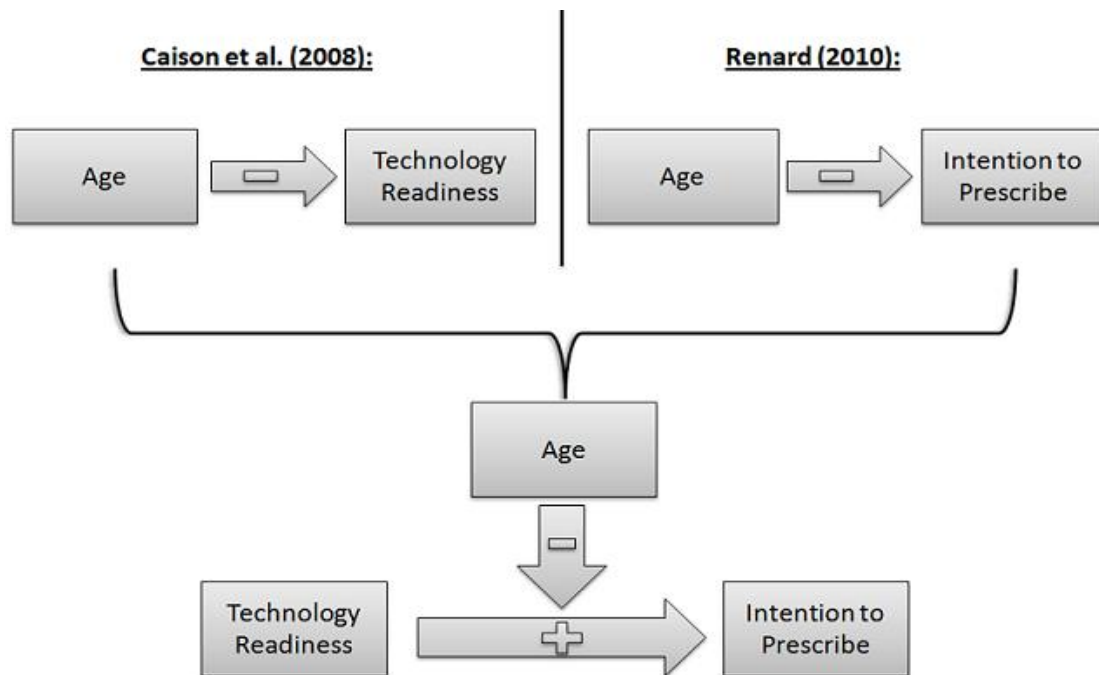 Caison et al. (2008):
Renard (2010):
Age
Technology
Readiness
Age
Intention to
Prescribe
Age
Technology
Readiness
Intention to
Prescribe